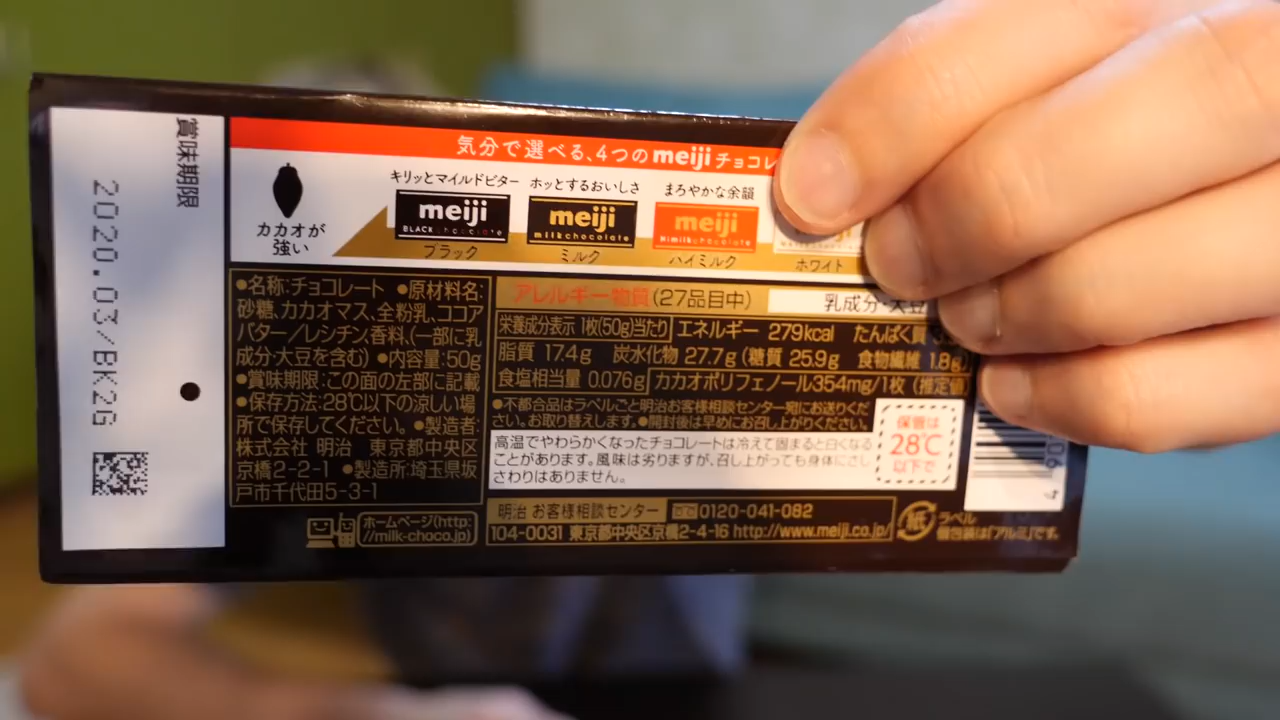 賞味期限
2020.03/BK2G
気分で選べる、4つのmeijiチョコレ
カカオが
強い
キリッとマイルドビター
meiji
BLACK chocolate
ブラック
ホッとするおいしさ
meiji
milkchocolate
ミルク
まろやかな余韻
meiji
Himilkchocolate
ハイミルク
ホワイト
●名称:チョコレート ●原材料名:
砂糖、カカオマス、全粉乳、ココア
バター/レシチン、香料、(一部に乳
成分・大豆を含む) ●内容量:50g
●賞味期限:この面の左部に記載
●保存方法:28℃以下の涼しい場
所で保存してください。●製造者:
株式会社 明治 東京都中央区
京橋2-2-1 ●製造所:埼玉県坂
戸市千代田5-3-1
ホームページ(http:
//milk-choco.jp)
アレルギー物質(27品目中) 乳成分・大豆
栄養成分表示 1枚(50g)当たり エネルギー 279kcal たんぱく質
脂質 17.4g 炭水化物 27.7g(糖質 25.9g 食物繊維 1.8g)
食塩相当量 0.076g カカオポリフェノール354mg/1枚 (推定値)
●不都合品はラベルごと明治お客様相談センター宛にお送りくだ
さい。お取り替えします。●開封後は早めにお召し上がりください。
高温でやわらかくなったチョコレートは冷えて固まると白くなる
ことがあります。風味は劣りますが、召し上がっても身体にさし
さわりはありません。
保管は
28℃
以下で
明治 お客様相談センター 0120-041-082
104-0031 東京都中央区京橋2-4-16 http://www.meiji.co.jp/
紙
ラベル
個包装は「アルミ」です。